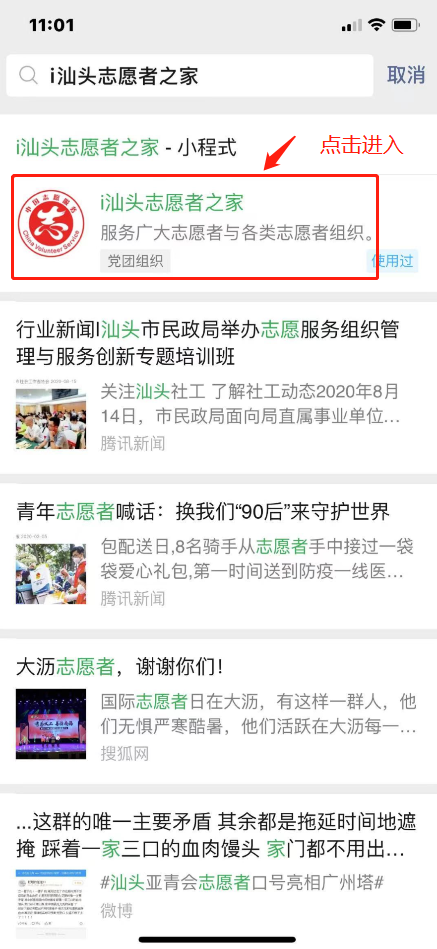 11:01
i汕头志愿者之家
取消
i汕头志愿者之家 - 小程式
点击进入
中国志愿服务
China Volunteer Service
i汕头志愿者之家
服务广大志愿者与各类志愿者组织。
党团组织
使用过
行业新闻I汕头市民政局举办志愿服务组织管
理与服务创新专题培训班
关注汕头社工 了解社工动态2020年8月
14日，市民政局面向局直属事业单位...
腾讯新闻
青年志愿者喊话：换我们“90后”来守护世界
包配送日,8名骑手从志愿者手中接过一袋
袋爱心礼包,第一时间送到防疫一线医...
腾讯新闻
大沥志愿者，谢谢你们!
国际志愿者日在大沥，有这样一群人，他
们无惧严寒酷暑，他们活跃在大沥每一...
搜狐网
...这群的唯一主要矛盾 其余都是拖延时间地遮
掩 踩着一家三口的血肉馒头 家门都不用出...
#汕头亚青会志愿者口号亮相广州塔#
微博